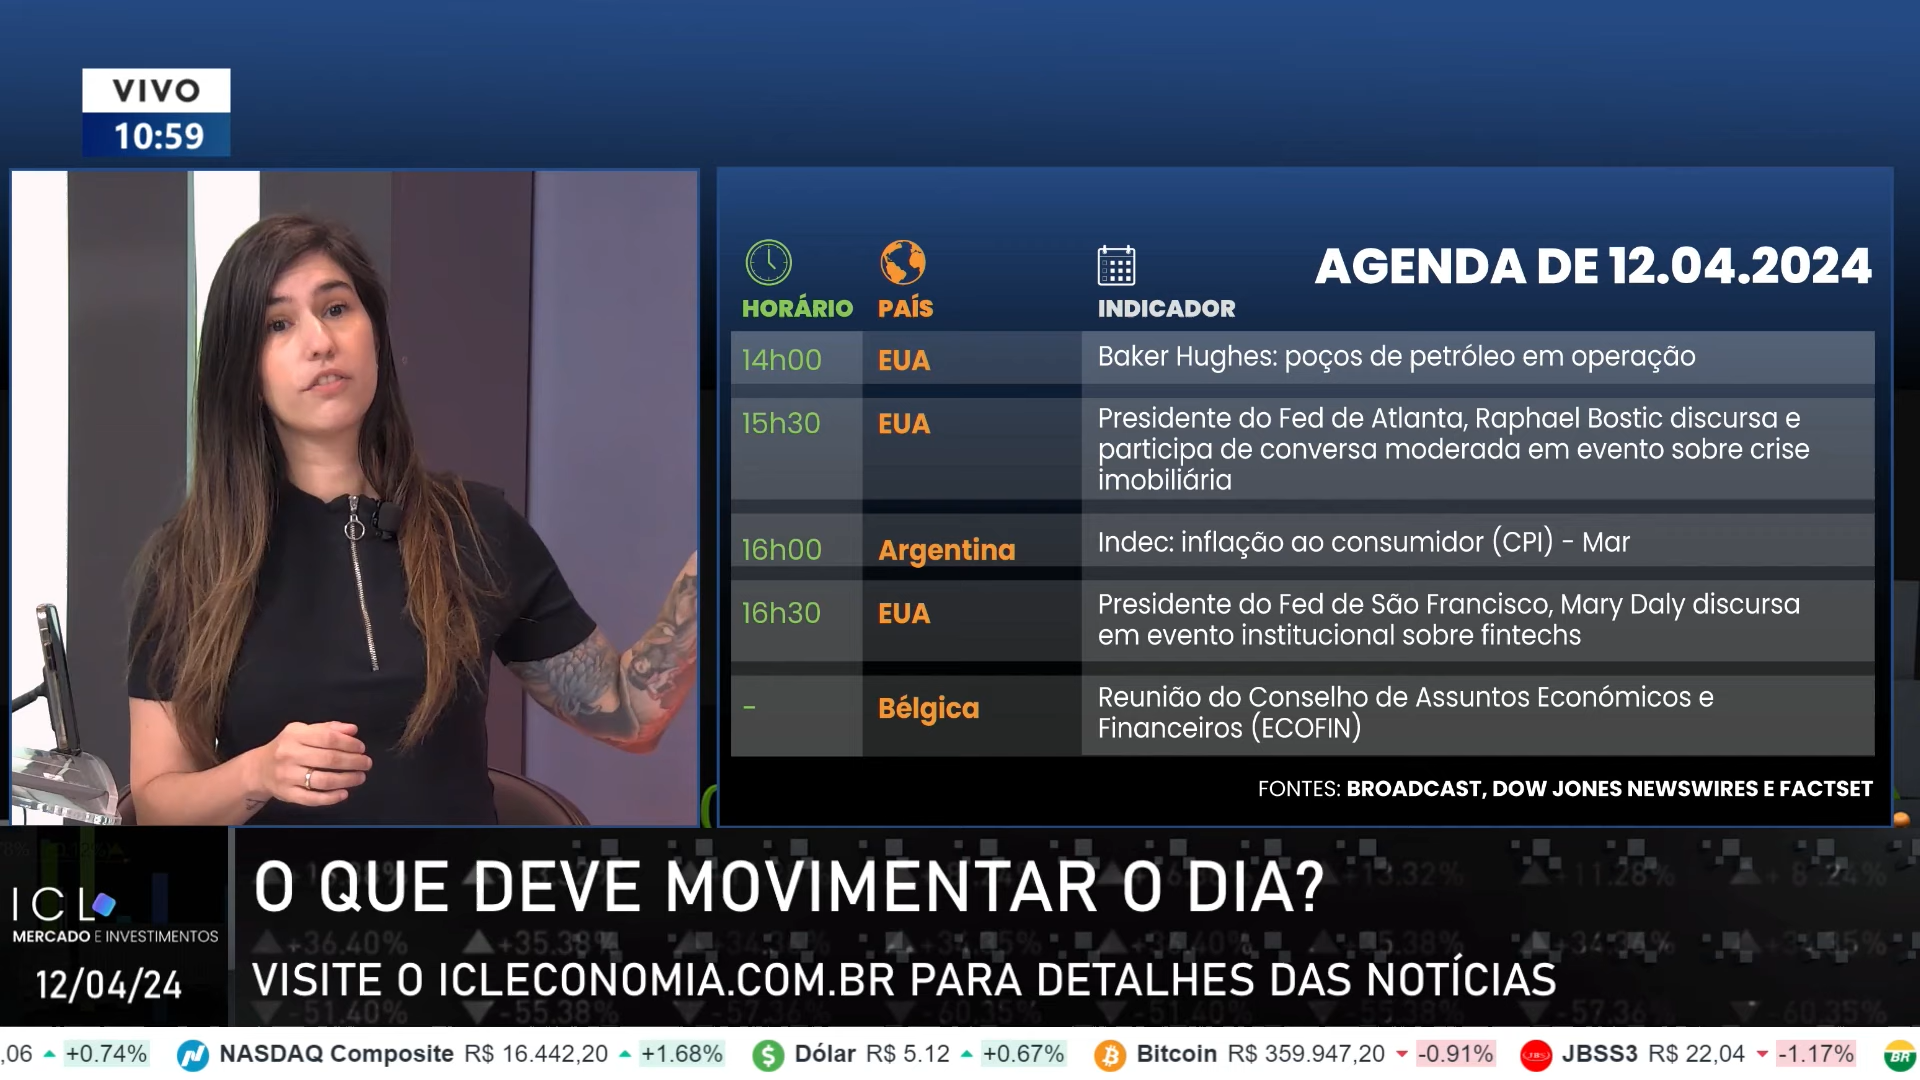 VIVO
10:59
AGENDA DE 12.04.2024
HORÁRIO PAÍS INDICADOR
14h00 EUA Baker Hughes: poços de petróleo em operação
15h30 EUA Presidente do Fed de Atlanta, Raphael Bostic discursa e
participa de conversa moderada em evento sobre crise
imobiliária
16h00 Argentina Indec: inflação ao consumidor (CPI) - Mar
16h30 EUA Presidente do Fed de São Francisco, Mary Daly discursa
em evento institucional sobre fintechs
- Bélgica Reunião do Conselho de Assuntos Económicos e
Financeiros (ECOFIN)
FONTES: BROADCAST, DOW JONES NEWSWIRES E FACTSET
O QUE DEVE MOVIMENTAR O DIA?
VISITE O ICLECONOMIA.COM.BR PARA DETALHES DAS NOTÍCIAS
ICL
MERCADO E INVESTIMENTOS
12/04/24
,06 +0.74% NASDAQ Composite R$ 16.442,20 +1.68% Dólar R$ 5.12 +0.67% Bitcoin R$ 359.947,20 -0.91% JBS JBSS3 R$ 22,04 -1.17% BR